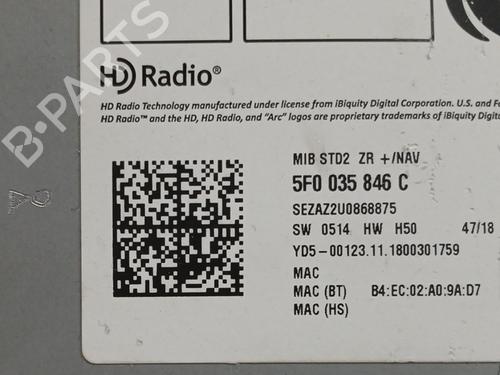 HD Radio®
HD Radio Technology manufactured under license from iBiquity Digital Corporation. U.S. and
HD Radio™ and the HD, HD Radio, and “Arc” logos are proprietary trademarks of iBiquity
B-PARTS
MIB STD2 ZR +/NAV
5F0 035 846 C
SEZAZ2U0868875
SW 0514 HW H50 47/18
YD5-00123.11.1800301759
MAC
MAC (BT) B4:EC:02:A0:9A:D7
MAC (HS)